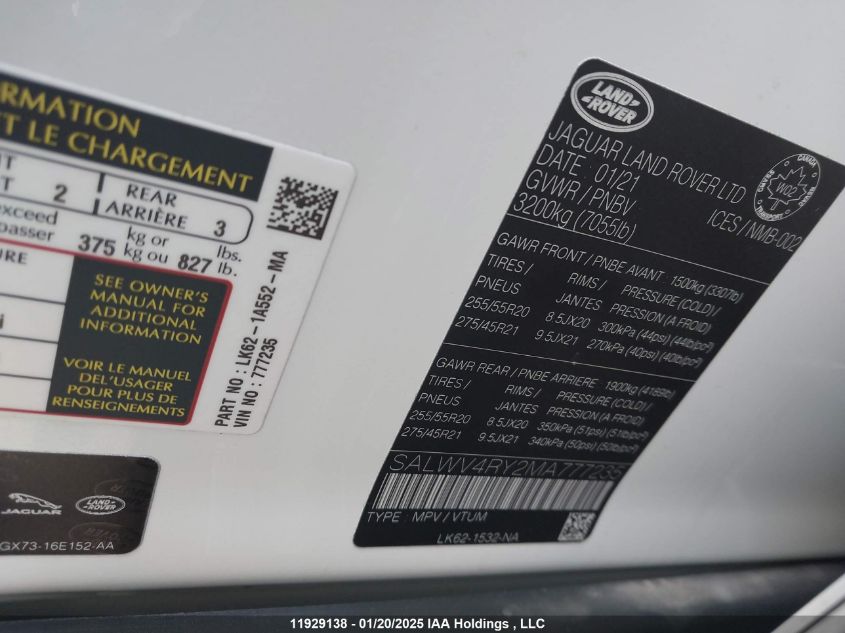 RMATION
T LE CHARGEMENT
T 2 REAR ARRIÈRE 3
exceed
passer 375 kg or kg ou 827 lbs. lb.
SEE OWNER'S
MANUAL FOR
ADDITIONAL
INFORMATION
VOIR LE MANUEL
DEL'USAGER
POUR PLUS DE
RENSEIGNEMENTS
PART NO : LK62-1A552-MA
VIN NO : 777235
JAGUAR
LAND-ROVER
GX73-16E152-AA
LAND-ROVER
JAGUAR LAND ROVER LTD
DATE 01/21
GVWR / PNBV
3200kg (7055lb)
ICES / NMB-002
CANADA
W02
TRANSPORT
GAWR FRONT / PNBE AVANT 1500kg (3307lb)
TIRES / RIMS / PRESSURE (COLD) /
PNEUS JANTES PRESSION (A FROID)
255/55R20 8.5JX20 300kPa (44psi) (44lb/po²)
275/45R21 9.5JX21 270kPa (40psi) (40lb/po²)
GAWR REAR / PNBE ARRIERE 1900kg (4189lb)
TIRES / RIMS / PRESSURE (COLD) /
PNEUS JANTES PRESSION (A FROID)
255/55R20 8.5JX20 350kPa (51psi) (51lb/po²)
275/45R21 9.5JX21 340kPa (50psi) (50lb/po²)
SALWV4RY2MA777235
TYPE : MPV / VTUM
LK62-1532-NA
11929138 - 01/20/2025 IAA Holdings , LLC